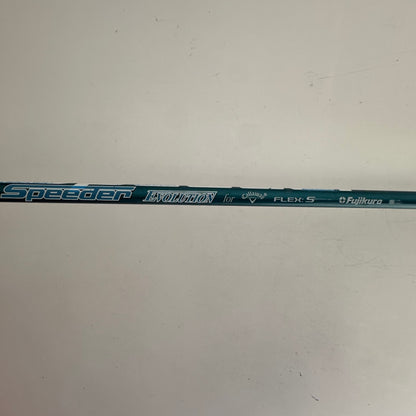 Speeder EVOLUTION for CALLAWAY FLEX: S Fujikura